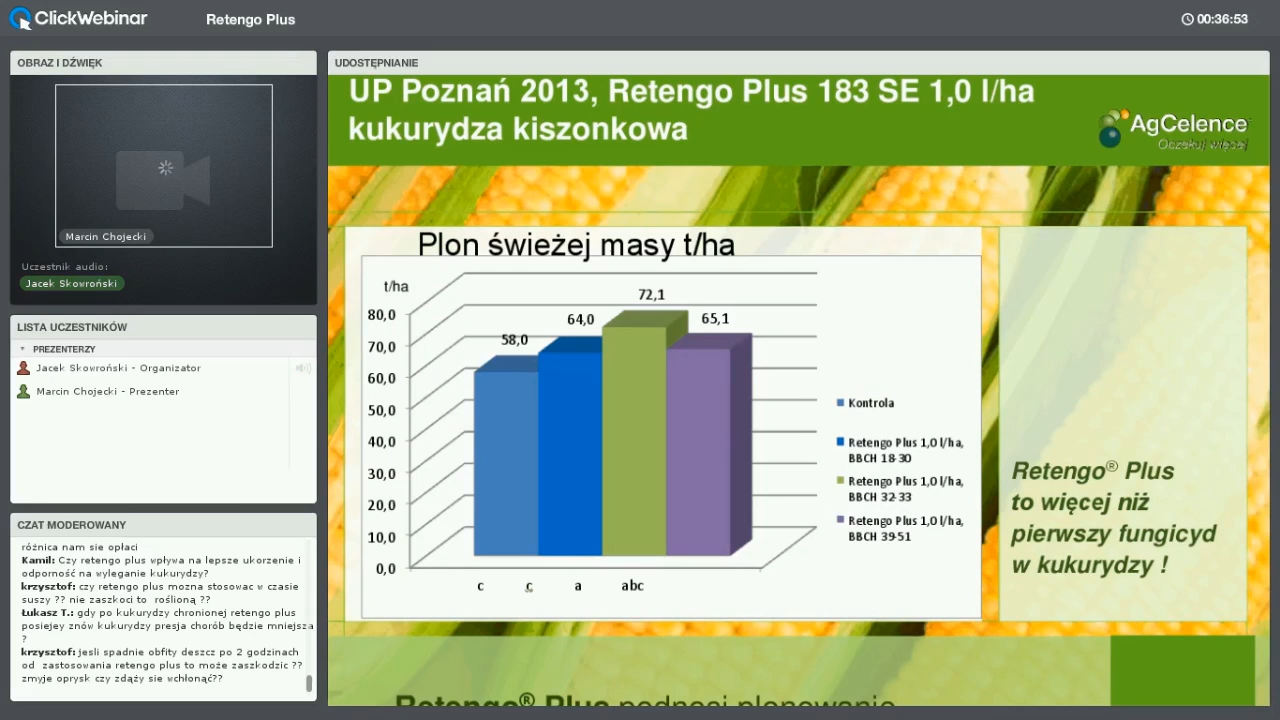 ClickWebinar
Retengo Plus
00:36:53
OBRAZ I DŹWIĘK
Marcin Chojecki
Uczestnik audio:
Jacek Skowroński
LISTA UCZESTNIKÓW
PREZENTERZY
Jacek Skowroński - Organizator
Marcin Chojecki - Prezenter
CZAT MODEROWANY
różnica nam sie opłaci
Kamil: Czy retengo plus wpływa na lepsze ukorzenie i
odporność na wyleganie kukurydzy?
krzysztof: czy retengo plus mozna stosowac w czasie
suszy ?? nie zaszkoci to roślioną ??
Łukasz T.: gdy po kukurydzy chronionej retengo plus
posiejey znów kukurydzy presja chorób będzie mniejsza
?
krzysztof: jesli spadnie obfity deszcz po 2 godzinach
od zastosowania retengo plus to może zaszkodzic ??
zmyje oprysk czy zdąży sie wchłonąć??
UDOSTĘPNIANIE
UP Poznań 2013, Retengo Plus 183 SE 1,0 l/ha
kukurydza kiszonkowa
AgCelence
Oczekuj więcej
Plon świeżej masy t/ha
t/ha
80,0
70,0
60,0
50,0
40,0
30,0
20,0
10,0
0,0
58,0
64,0
72,1
65,1
c c a abc
Kontrola
Retengo Plus 1,0 l/ha,
BBCH 18-30
Retengo Plus 1,0 l/ha,
BBCH 32-33
Retengo Plus 1,0 l/ha,
BBCH 39-51
Retengo® Plus
to więcej niż
pierwszy fungicyd
w kukurydzy !
Retengo® Plus podnosi plonowanie